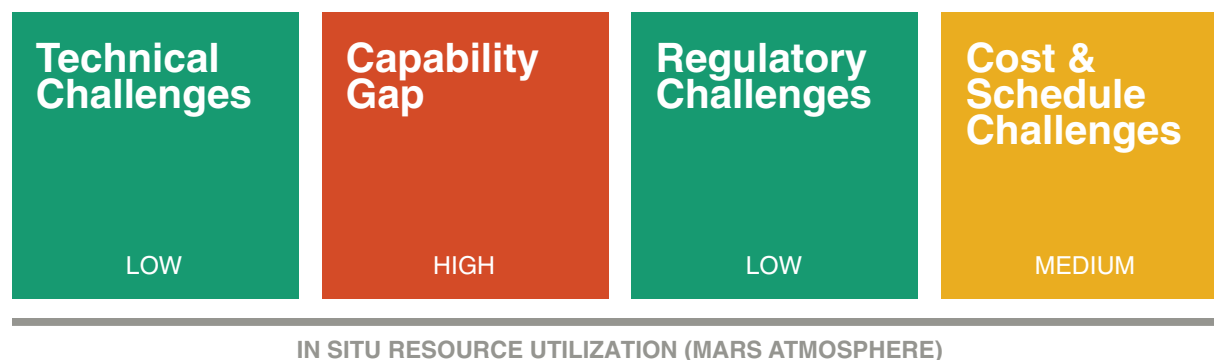 Technical
Challenges
LOW
Capability
Gap
HIGH
Regulatory
Challenges
LOW
Cost &
Schedule
Challenges
MEDIUM
IN SITU RESOURCE UTILIZATION (MARS ATMOSPHERE)